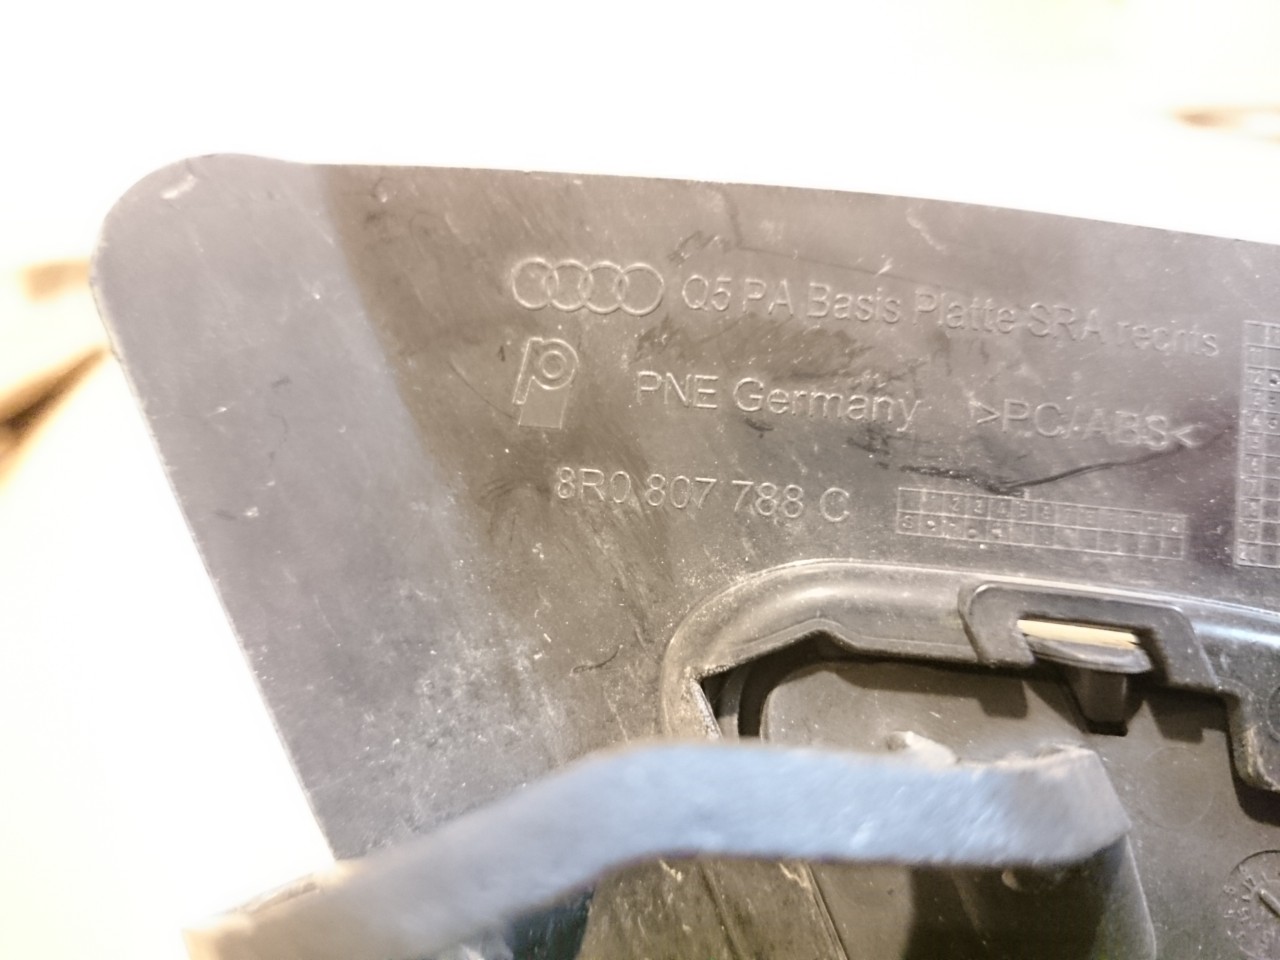 Q5 PA Basis Platte SRA rechts
PNE Germany >PC/ABS<
8R0 807 788 C